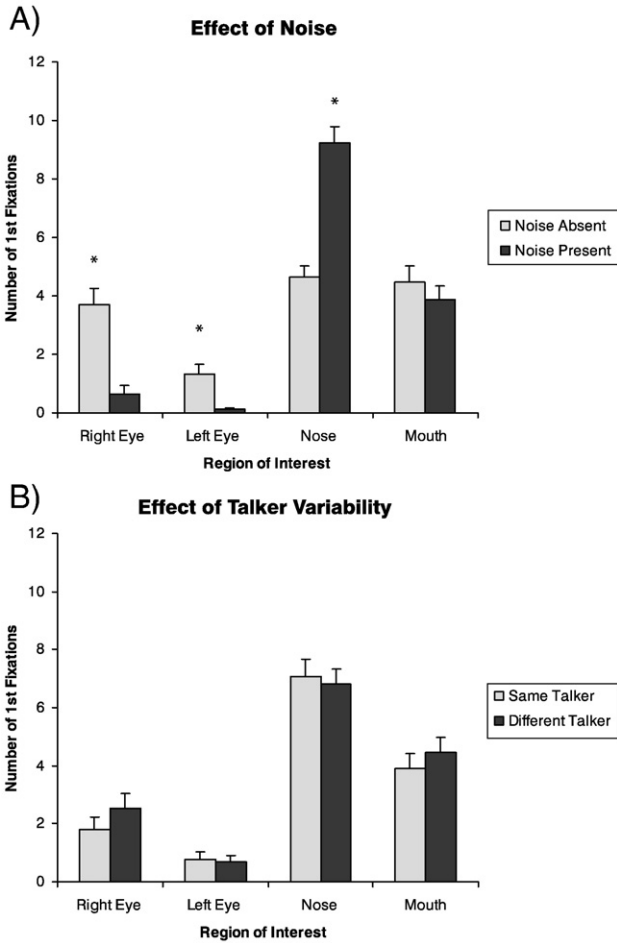 A)
Effect of Noise
12
10
8
6
4
2
0
Number of 1st Fixations
*
*
*
Right Eye
Left Eye
Nose
Mouth
Region of Interest
Noise Absent
Noise Present
B)
Effect of Talker Variability
12
10
8
6
4
2
0
Number of 1st Fixations
Right Eye
Left Eye
Nose
Mouth
Region of Interest
Same Talker
Different Talker